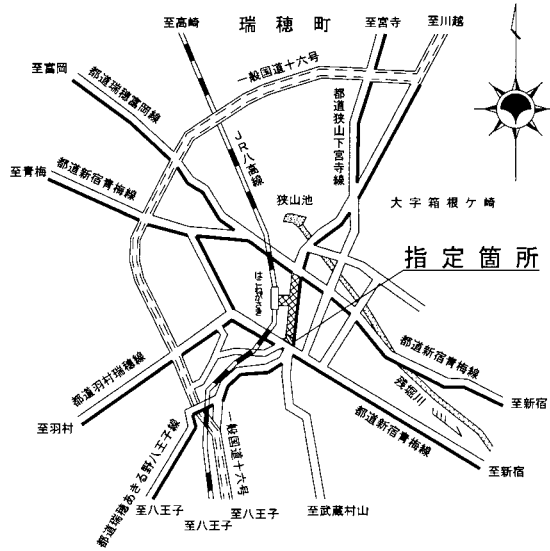 至高崎
瑞穂町
至宮寺
至川越
至富岡
都道瑞穂富岡線
一般国道十六号
都道狭山下宮寺線
JR八高線
至青梅
都道新宿青梅線
狭山池
大字箱根ケ崎
指定箇所
はこねがさき
都道羽村瑞穂線
都道新宿青梅線
残堀川
至新宿
至羽村
都道新宿青梅線
至新宿
都道瑞穂あきる野八王子線
一般国道十六号
至八王子
至八王子
至八王子
至武蔵村山